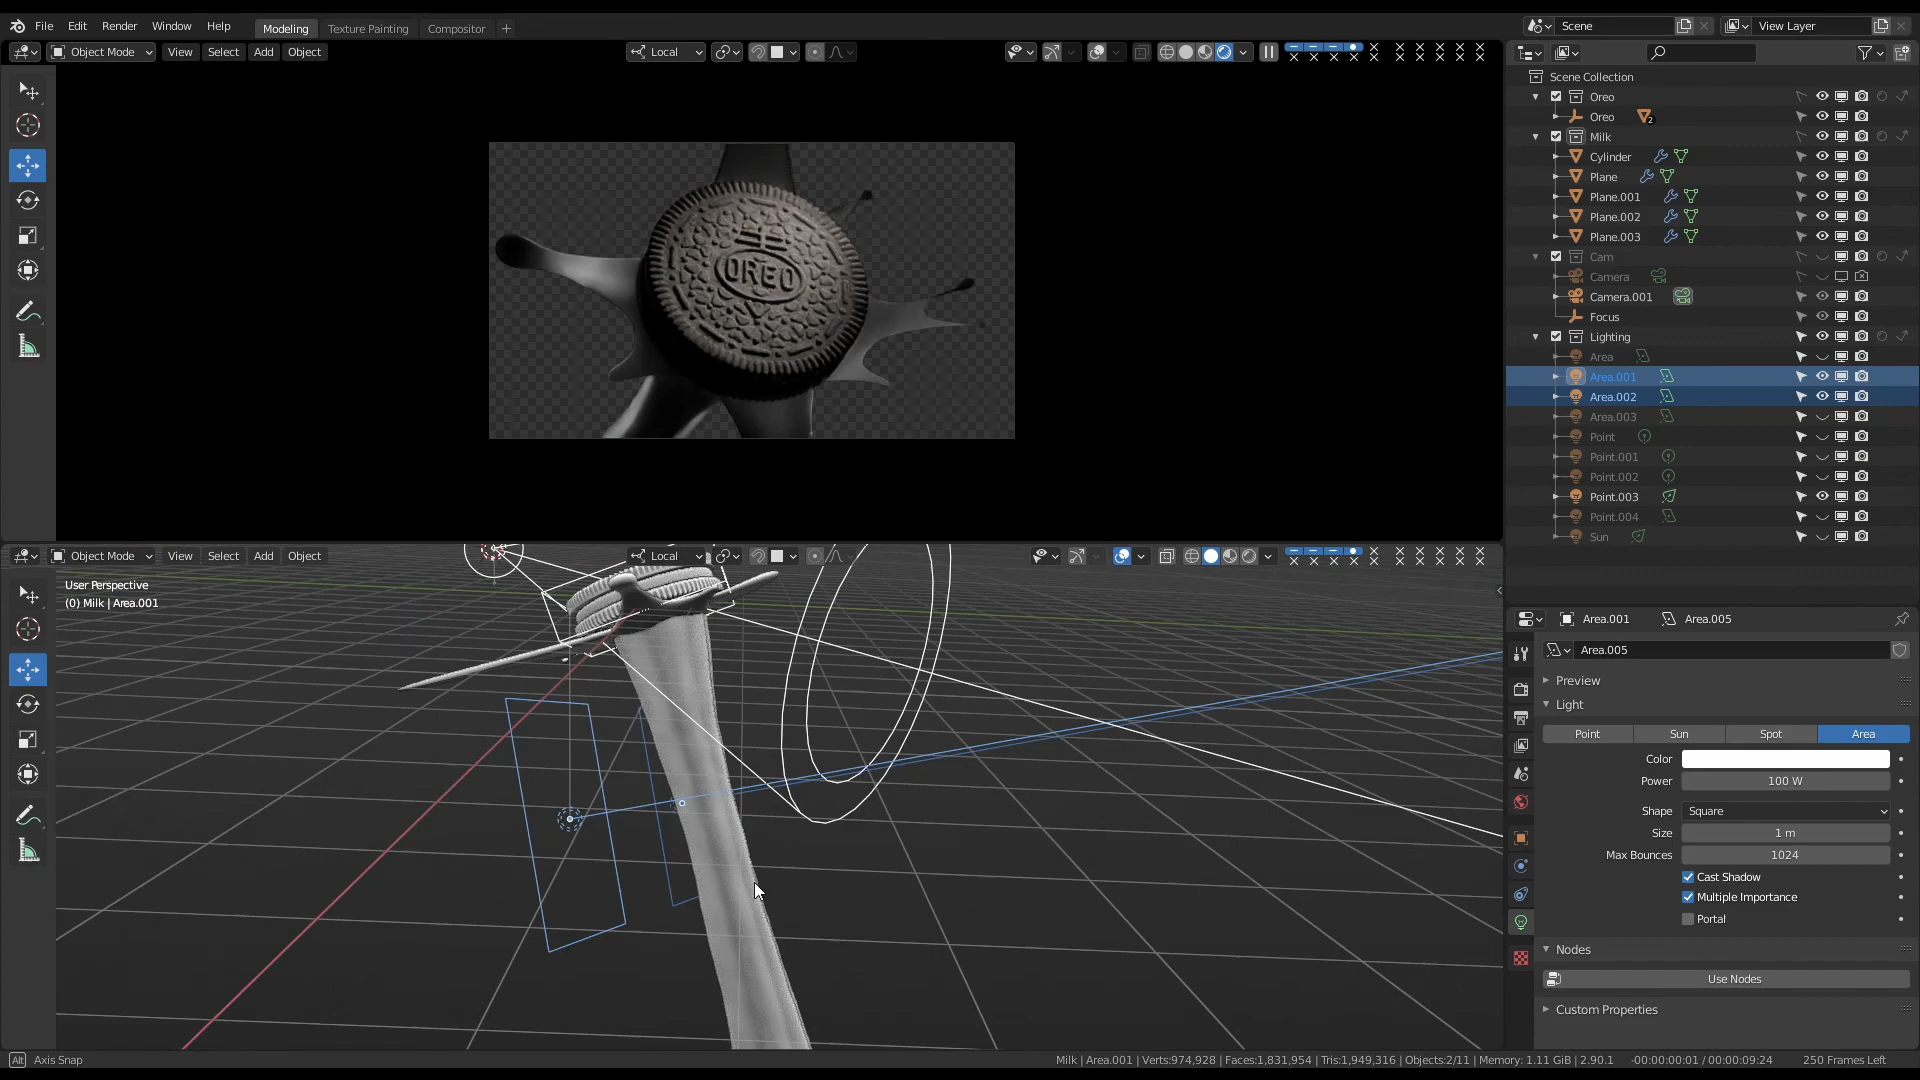 File Edit Render Window Help Modeling Texture Painting Compositor + Scene View Layer
Object Mode View Select Add Object Local
Scene Collection
Oreo
Oreo 2
Milk
Cylinder
Plane
Plane.001
Plane.002
Plane.003
Cam
Camera
Camera.001
Focus
Lighting
Area
Area.001
Area.002
Area.003
Point
Point.001
Point.002
Point.003
Point.004
Sun
OREO
Object Mode View Select Add Object Local
User Perspective
(0) Milk | Area.001
Area.001 Area.005
Area.005
Preview
Light
Point Sun Spot Area
Color
Power 100 W
Shape Square
Size 1 m
Max Bounces 1024
Cast Shadow
Multiple Importance
Portal
Nodes
Use Nodes
Custom Properties
Alt Axis Snap Milk | Area.001 | Verts:974,928 | Faces:1,831,954 | Tris:1,949,316 | Objects:2/11 | Memory: 1.11 GiB | 2.90.1 -00:00:00:01 / 00:00:09:24 250 Frames Left